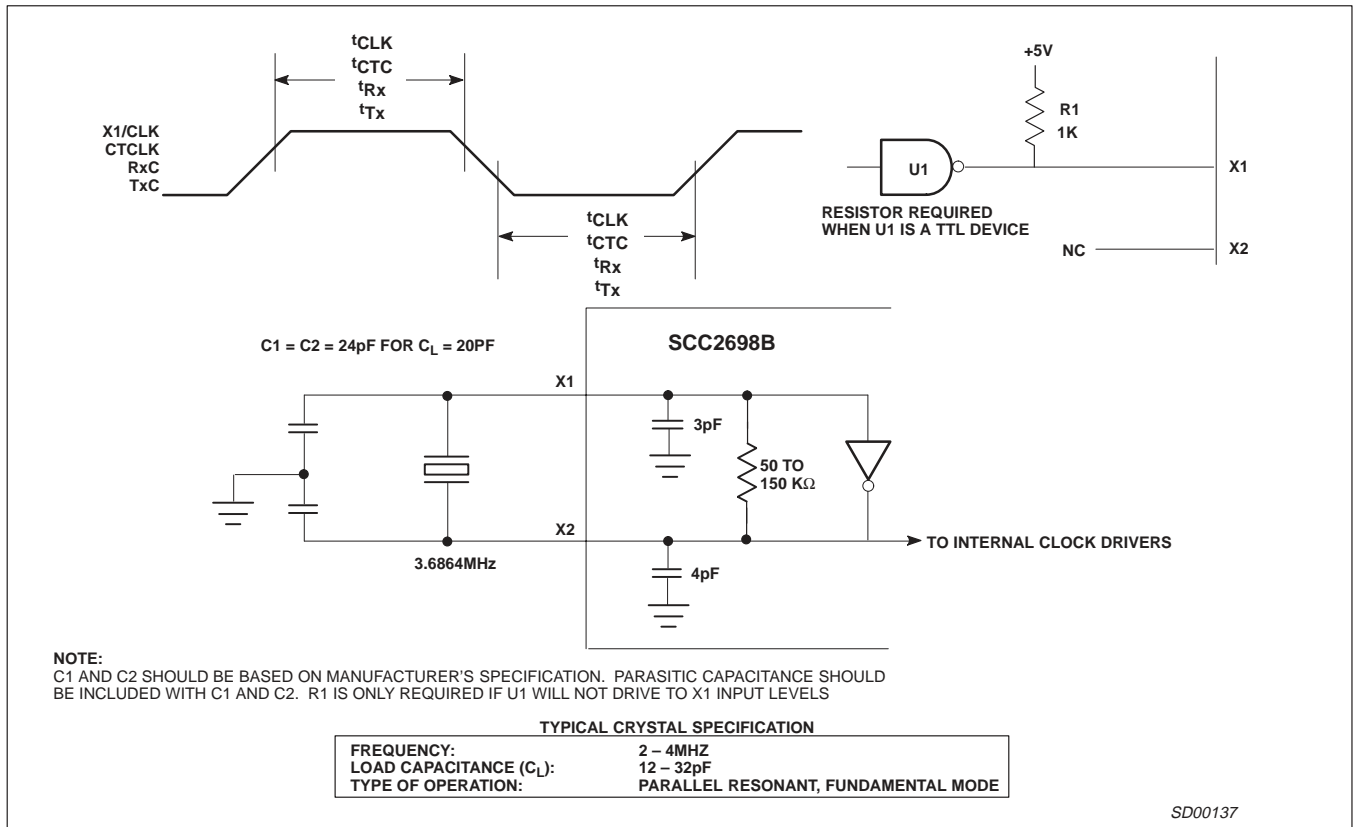 tCLK
tCTC
tRx
tTx
X1/CLK
CTCLK
RxC
TxC
tCLK
tCTC
tRx
tTx
+5V
R1
1K
U1
X1
RESISTOR REQUIRED
WHEN U1 IS A TTL DEVICE
NC
X2
C1 = C2 = 24pF FOR CL = 20PF
SCC2698B
X1
3pF
50 TO
150 KΩ
X2
TO INTERNAL CLOCK DRIVERS
3.6864MHz
4pF
NOTE:
C1 AND C2 SHOULD BE BASED ON MANUFACTURER'S SPECIFICATION. PARASITIC CAPACITANCE SHOULD
BE INCLUDED WITH C1 AND C2. R1 IS ONLY REQUIRED IF U1 WILL NOT DRIVE TO X1 INPUT LEVELS
TYPICAL CRYSTAL SPECIFICATION
FREQUENCY: 2 – 4MHZ
LOAD CAPACITANCE (CL): 12 – 32pF
TYPE OF OPERATION: PARALLEL RESONANT, FUNDAMENTAL MODE
SD00137